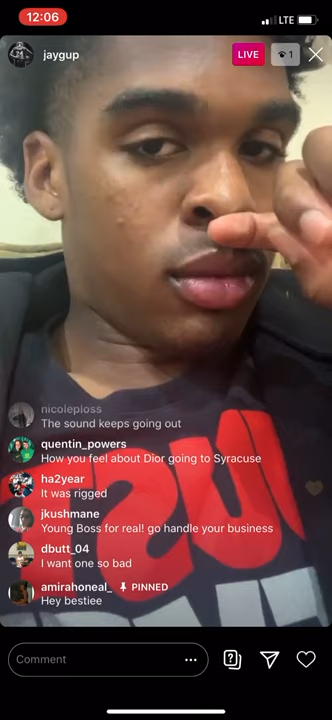 12:06
LTE
jaygup
LIVE
1
nicoleploss
The sound keeps going out
quentin_powers
How you feel about Dior going to Syracuse
ha2year
It was rigged
jkushmane
Young Boss for real! go handle your business
dbutt_04
I want one so bad
amirahoneal_ PINNED
Hey bestiee
Comment